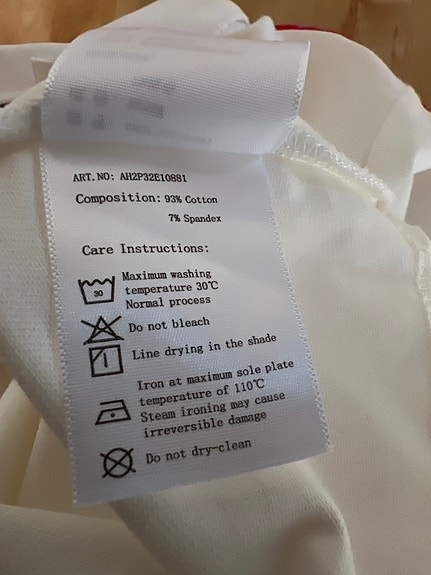 ART.NO: AH2P32E10881
Composition: 93% Cotton
7% Spandex
Care Instructions:
30
Maximum washing
temperature 30℃
Normal process
Do not bleach
Line drying in the shade
Iron at maximum sole plate
temperature of 110℃
Steam ironing may cause
irreversible damage
Do not dry-clean